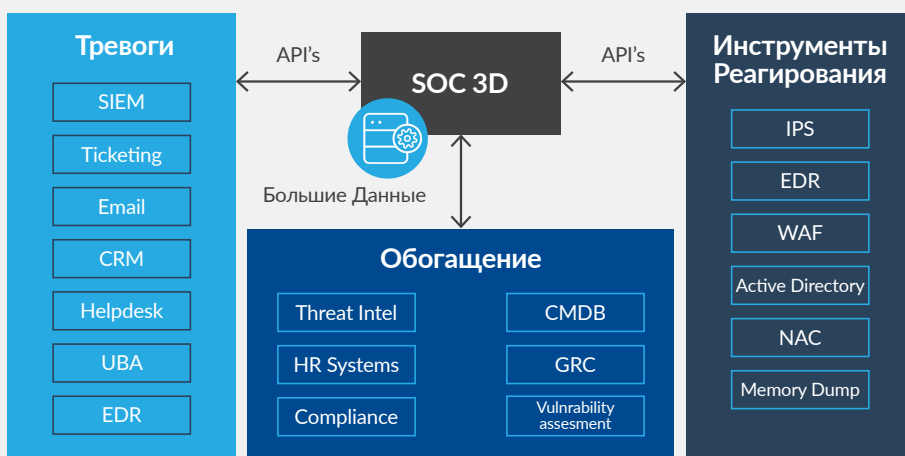 Тревоги
SIEM
Ticketing
Email
CRM
Helpdesk
UBA
EDR
API's
SOC 3D
API's
Большие Данные
Обогащение
Threat Intel
CMDB
HR Systems
GRC
Compliance
Vulnrability
assesment
Инструменты
Реагирования
IPS
EDR
WAF
Active Directory
NAC
Memory Dump